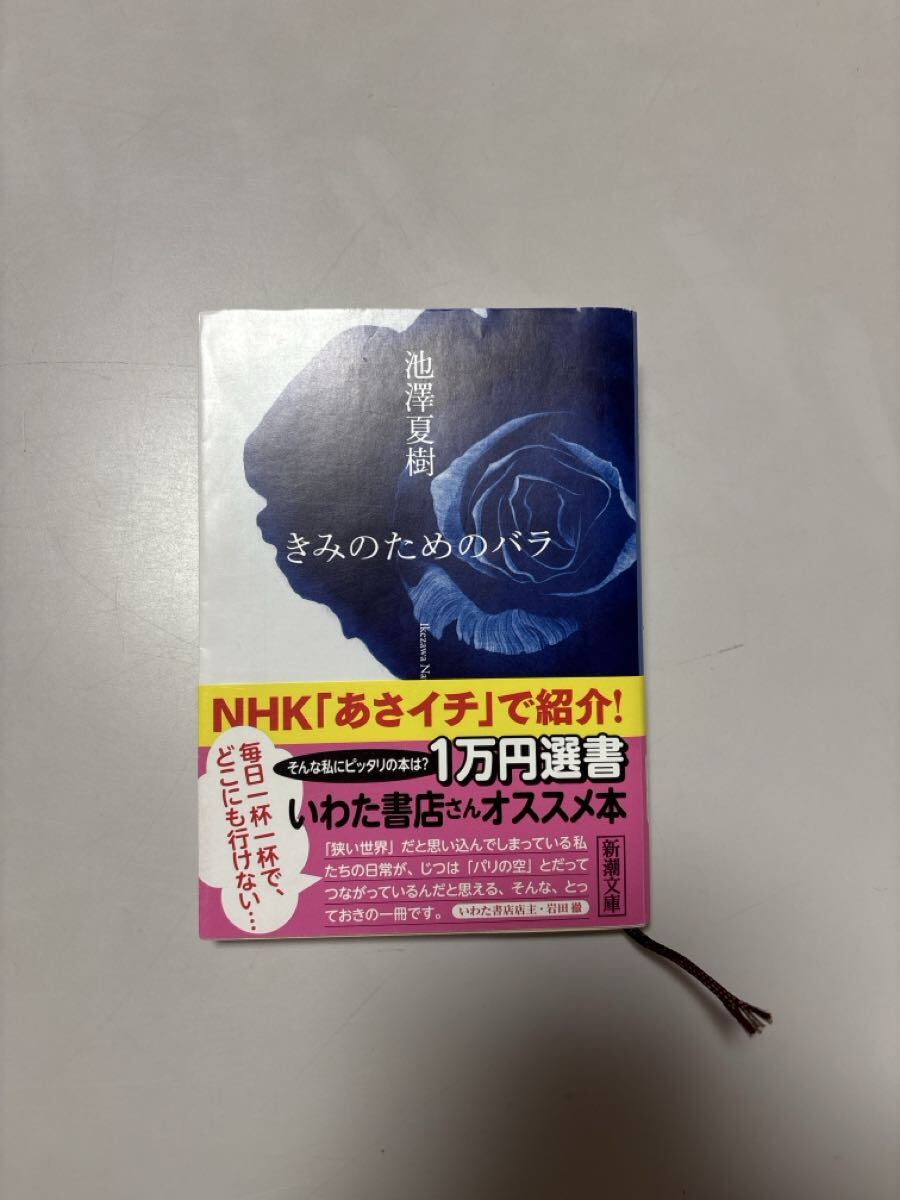 池澤夏樹
きみのためのバラ
Ikezawa
NHK「あさイチ」で紹介!
毎日一杯一杯で、
どこにも行けない…
そんな私にピッタリの本は?
1万円選書
いわた書店さんオススメ本
「狭い世界」だと思い込んでしまっている私
たちの日常が、じつは「パリの空」とだって
つながっているんだと思える、そんな、とっ
ておきの一冊です。
いわた書店店主・岩田 徹
新潮文庫